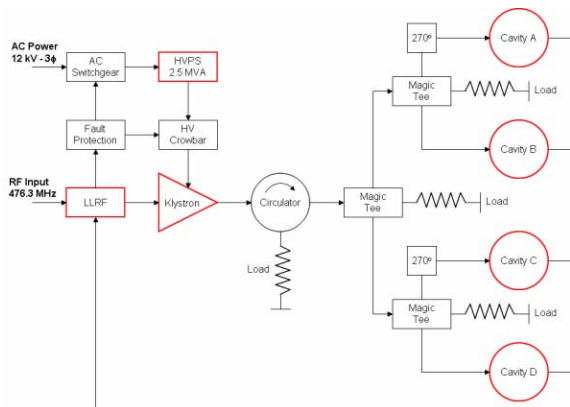 AC Power
12 kV - 3ϕ
AC
Switchgear
HVPS
2.5 MVA
Fault
Protection
HV
Crowbar
RF Input
476.3 MHz
LLRF
Klystron
Circulator
Load
Magic
Tee
270º
Cavity A
Magic
Tee
Load
Cavity B
270º
Cavity C
Magic
Tee
Load
Cavity D